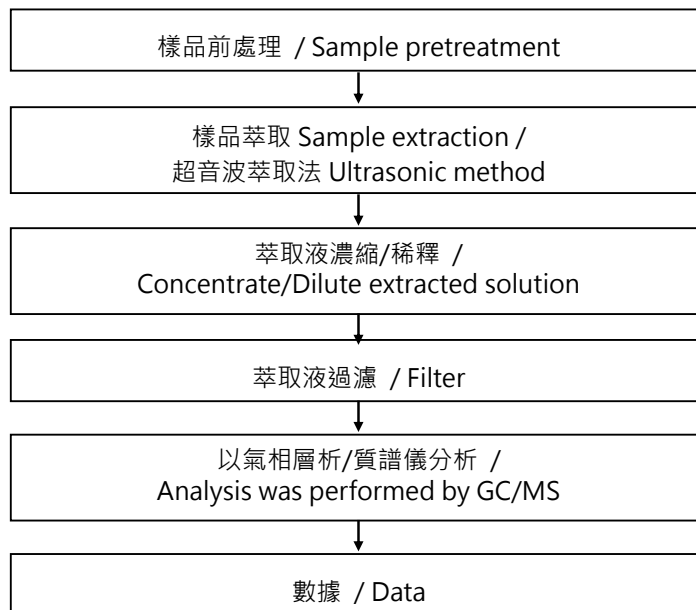 樣品前處理 / Sample pretreatment
樣品萃取 Sample extraction /
超音波萃取法 Ultrasonic method
萃取液濃縮/稀釋 /
Concentrate/Dilute extracted solution
萃取液過濾 / Filter
以氣相層析/質譜儀分析 /
Analysis was performed by GC/MS
數據 / Data